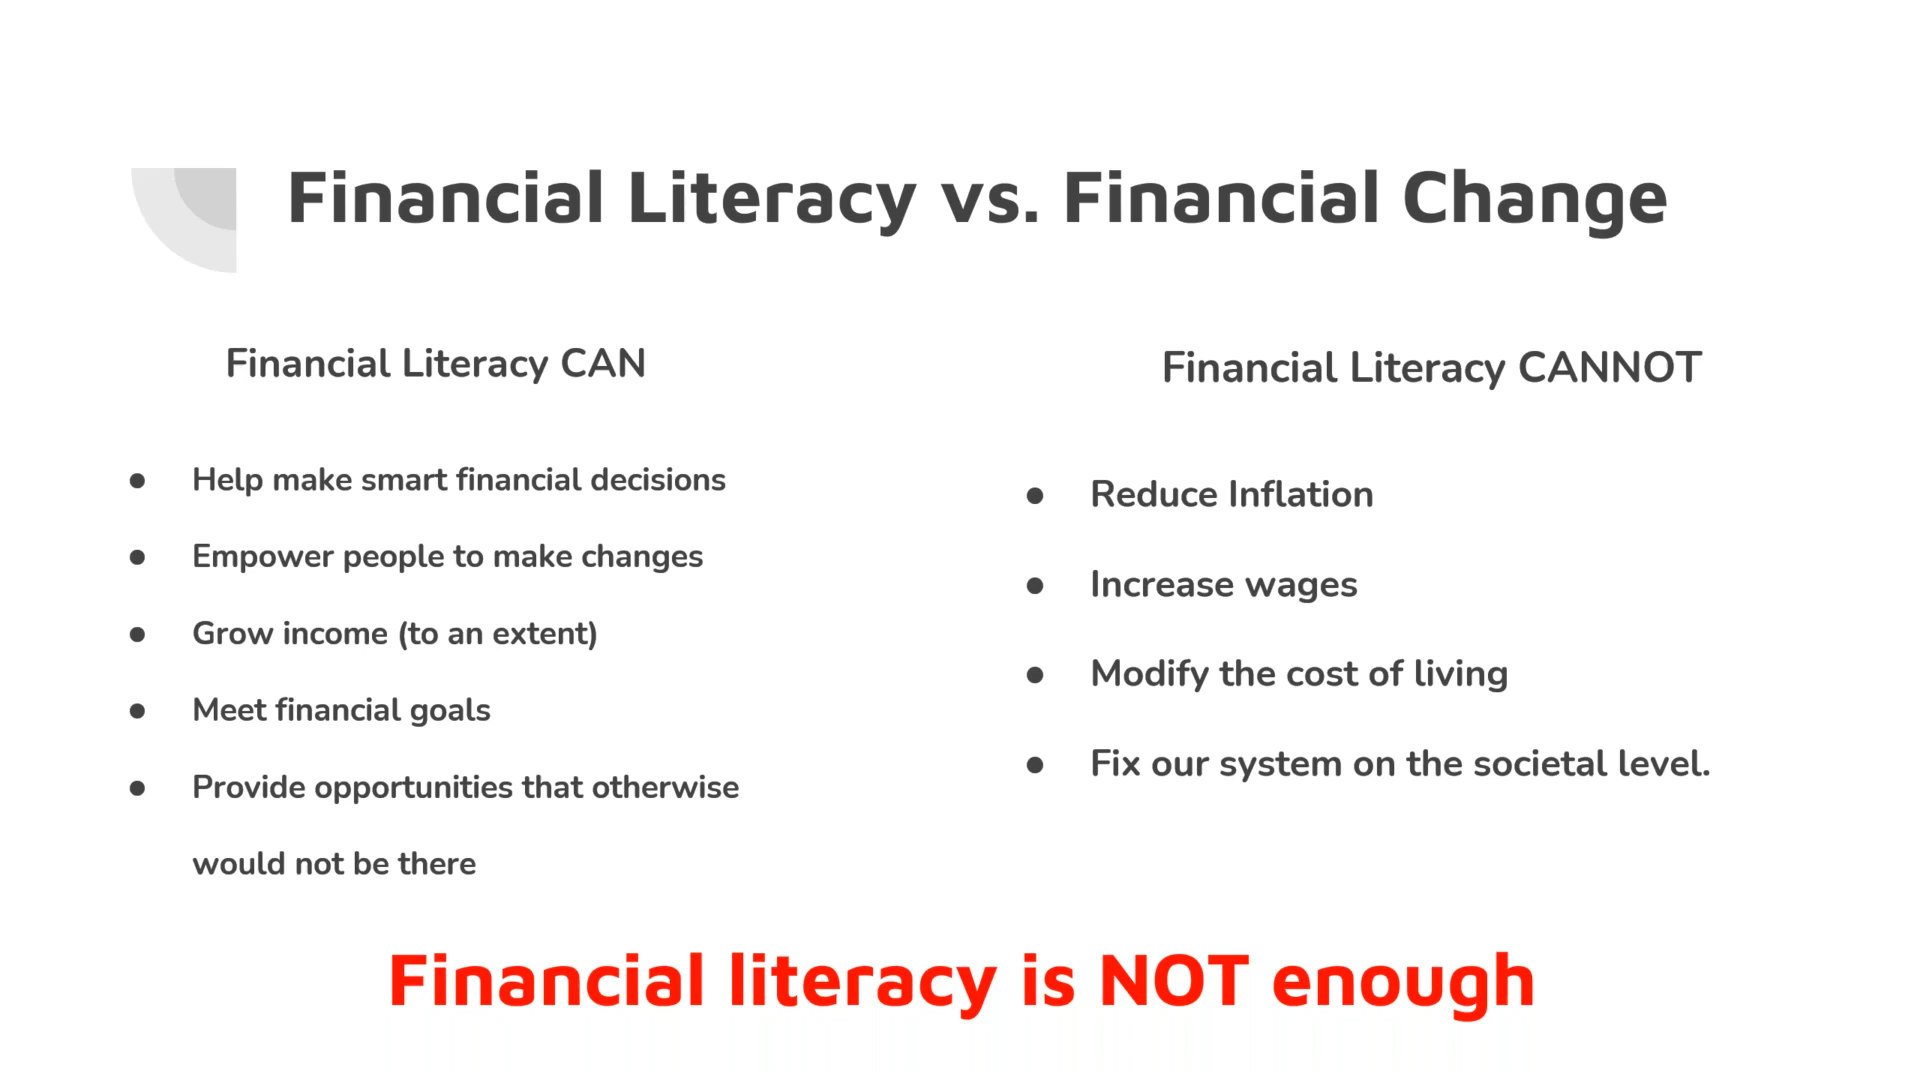 Financial Literacy vs. Financial Change
Financial Literacy CAN
● Help make smart financial decisions
● Empower people to make changes
● Grow income (to an extent)
● Meet financial goals
● Provide opportunities that otherwise
would not be there
Financial Literacy CANNOT
● Reduce Inflation
● Increase wages
● Modify the cost of living
● Fix our system on the societal level.
Financial literacy is NOT enough